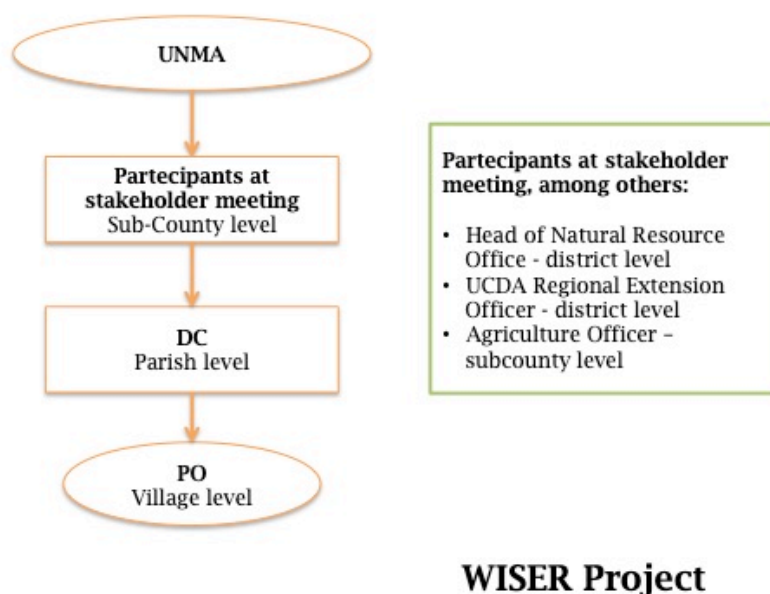 UNMA
Partecipants at
stakeholder meeting
Sub-County level
DC
Parish level
PO
Village level
Partecipants at stakeholder
meeting, among others:
• Head of Natural Resource
Office - district level
• UCDA Regional Extension
Officer - district level
• Agriculture Officer –
subcounty level
WISER Project